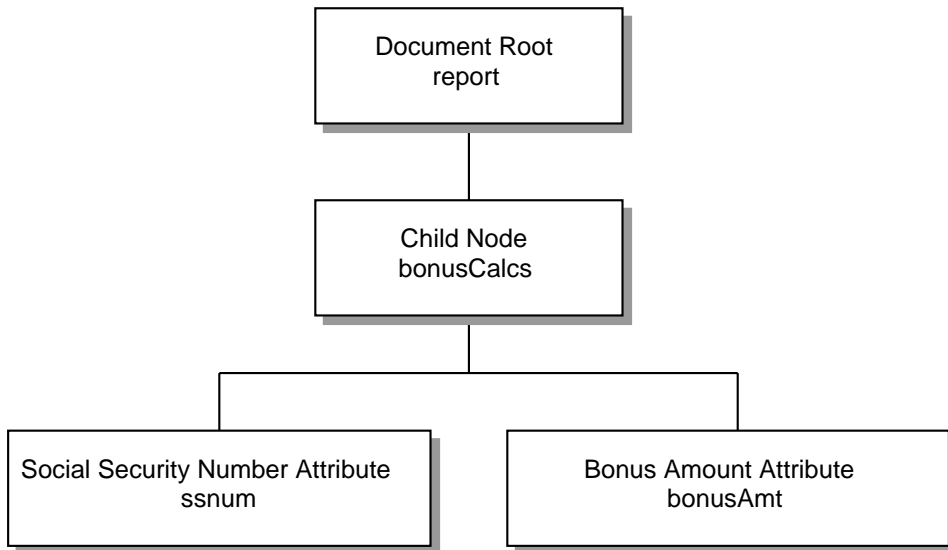 Document Root
report
Child Node
bonusCalcs
Social Security Number Attribute
ssnum
Bonus Amount Attribute
bonusAmt